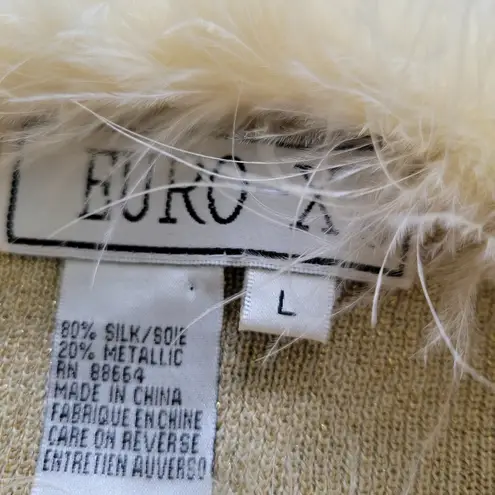 EURO-X
L
80% SILK/SOIE
20% METALLIC
RN 88664
MADE IN CHINA
FABRIQUE EN CHINE
CARE ON REVERSE
ENTRETIEN AU VERSO